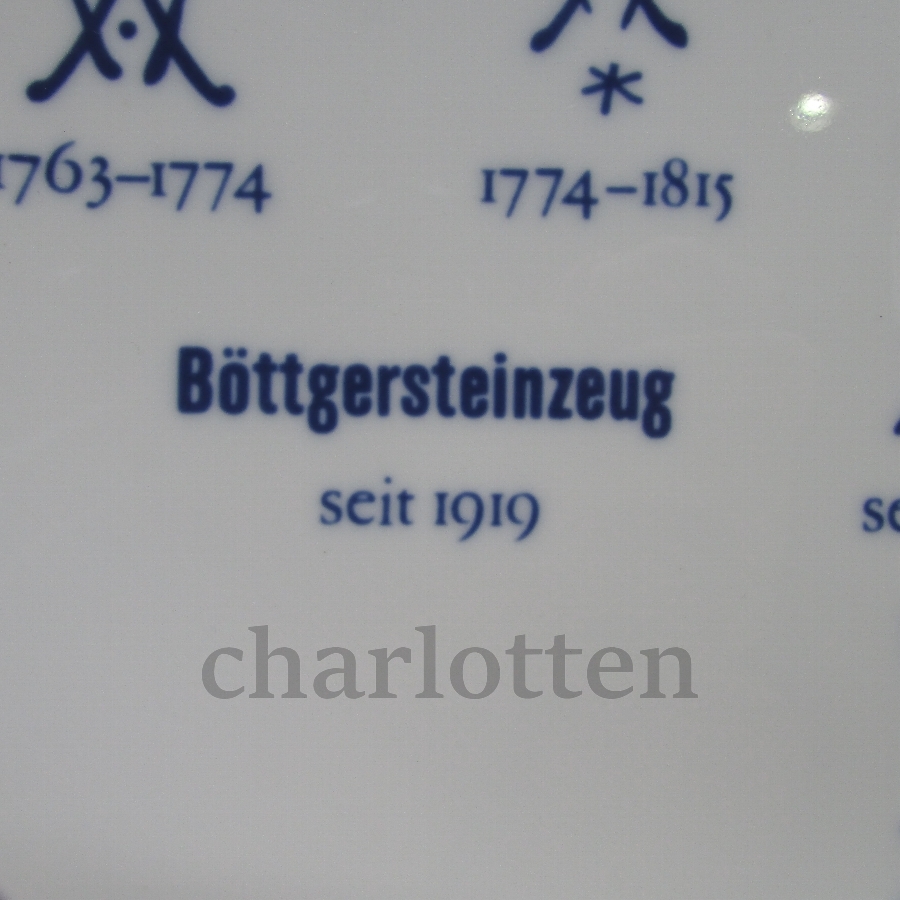 1763–1774 1774–1815
Böttgersteinzeug
seit 1919
charlotten